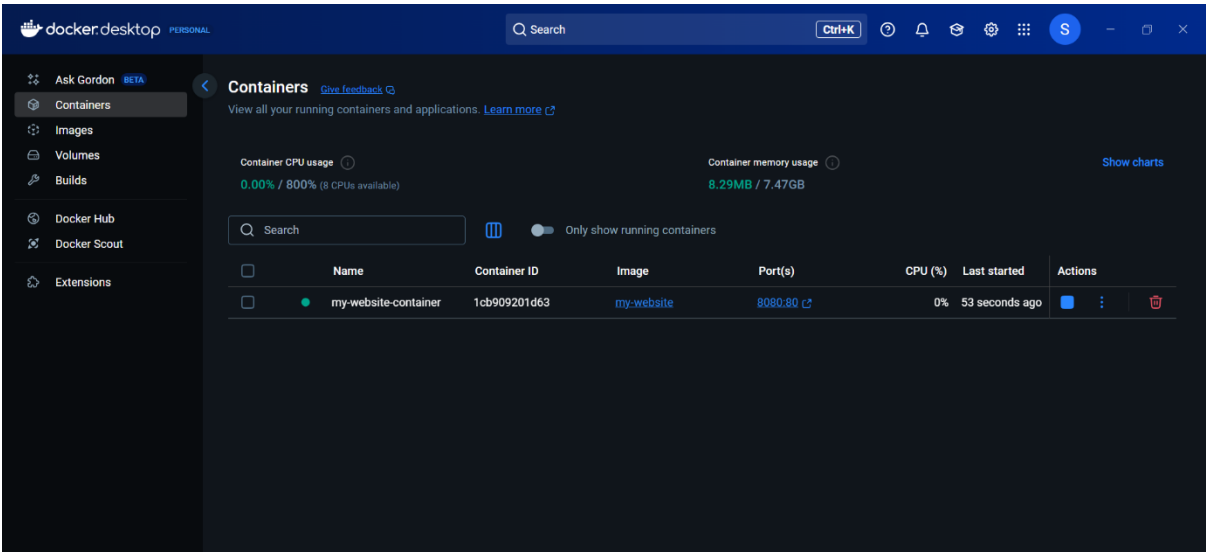 docker.desktop PERSONAL Search Ctrl+K S
Ask Gordon BETA
Containers
Images
Volumes
Builds
Docker Hub
Docker Scout
Extensions
Containers Give feedback
View all your running containers and applications. Learn more
Container CPU usage Container memory usage Show charts
0.00% / 800% (8 CPUs available) 8.29MB / 7.47GB
Search Only show running containers
Name Container ID Image Port(s) CPU (%) Last started Actions
my-website-container 1cb909201d63 my-website 8080:80 0% 53 seconds ago